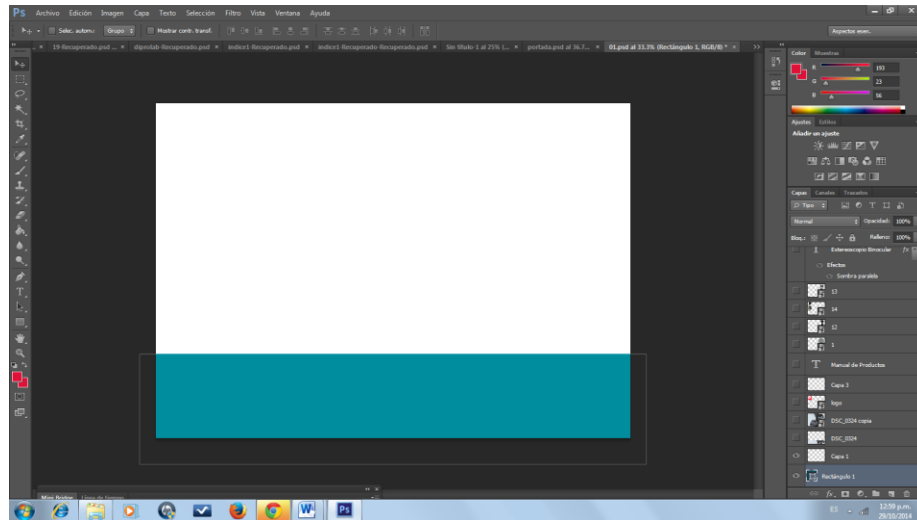 Ps Archivo Edición Imagen Capa Texto Selección Filtro Vista Ventana Ayuda
Selec. autom.: Grupo Mostrar contr. transf. Aspectos esen.
19-Recuperado.psd ... × dipmolab-Recuperado.psd × indice1-Recuperado.psd × indice1-Recuperado-Recuperado.psd × Sin título-1 al 25% (... × portada.psd al 36.7... × 01.psd al 33.3% (Rectángulo 1, RGB/8) * ×
Color Muestras
R 193
G 23
B 56
Ajustes Estilos
Añadir un ajuste
Capas Canales Trazados
Tipo
Normal Opacidad: 100%
Bloq.: Relleno: 100%
Estereoscopio Binocular fx
Efectos
Sombra paralela
13
14
12
1
T Manual de Productos
Capa 3
logo
DSC_0324 copia
DSC_0324
Capa 1
Rectángulo 1
Mini Bridge Línea de tiempo
ES 12:59 p.m.
29/10/2014